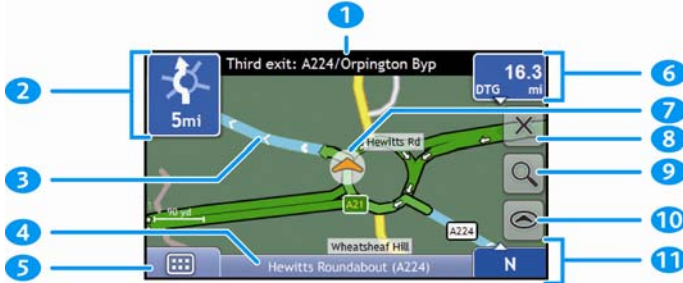 1
Third exit: A224/Orpington Byp
2
5mi
16.3
DTG mi
6
7
Hewitts Rd
8
3
9
A21
90 yd
10
A224
4
Wheatsheaf Hill
5
Hewitts Roundabout (A224)
N
11